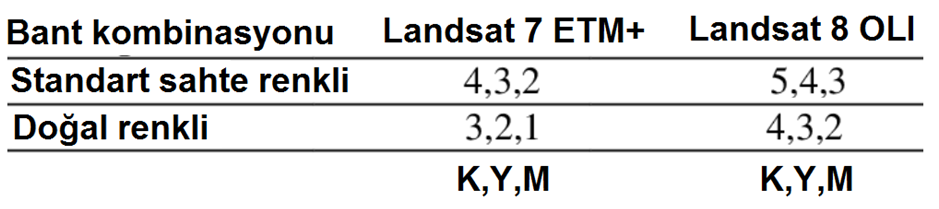 Bant kombinasyonu Landsat 7 ETM+ Landsat 8 OLI
Standart sahte renkli 4,3,2 5,4,3
Doğal renkli 3,2,1 4,3,2
K,Y,M K,Y,M